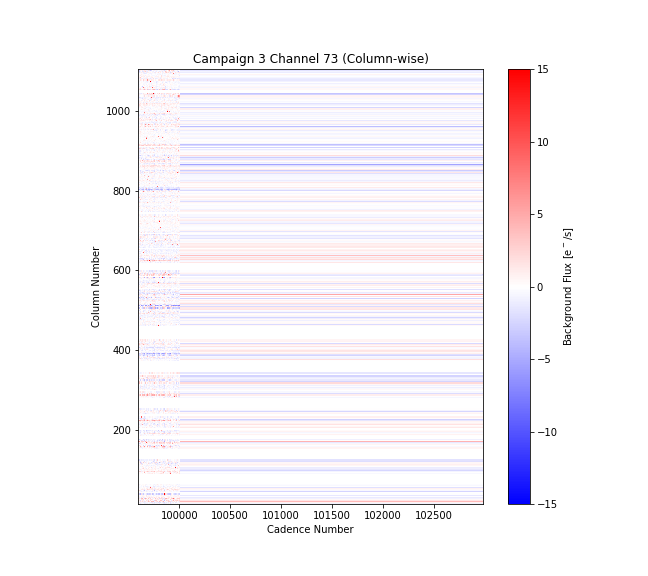 Campaign 3 Channel 73 (Column-wise)
1000
800
600
400
200
Column Number
100000 100500 101000 101500 102000 102500
Cadence Number
15
10
5
0
−5
−10
−15
Background Flux [e⁻/s]